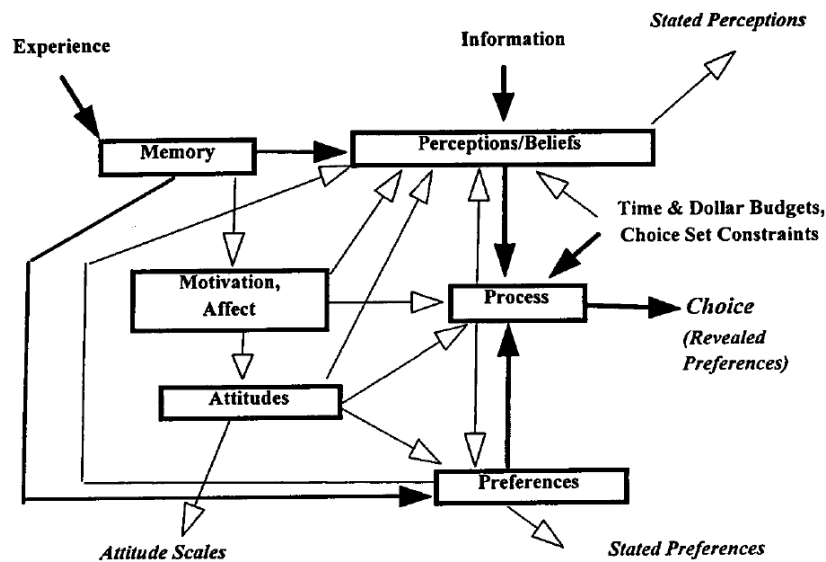 Stated Perceptions
Experience
Information
Memory
Perceptions/Beliefs
Time & Dollar Budgets,
Choice Set Constraints
Motivation,
Affect
Process
Choice
(Revealed
Preferences)
Attitudes
Preferences
Attitude Scales
Stated Preferences